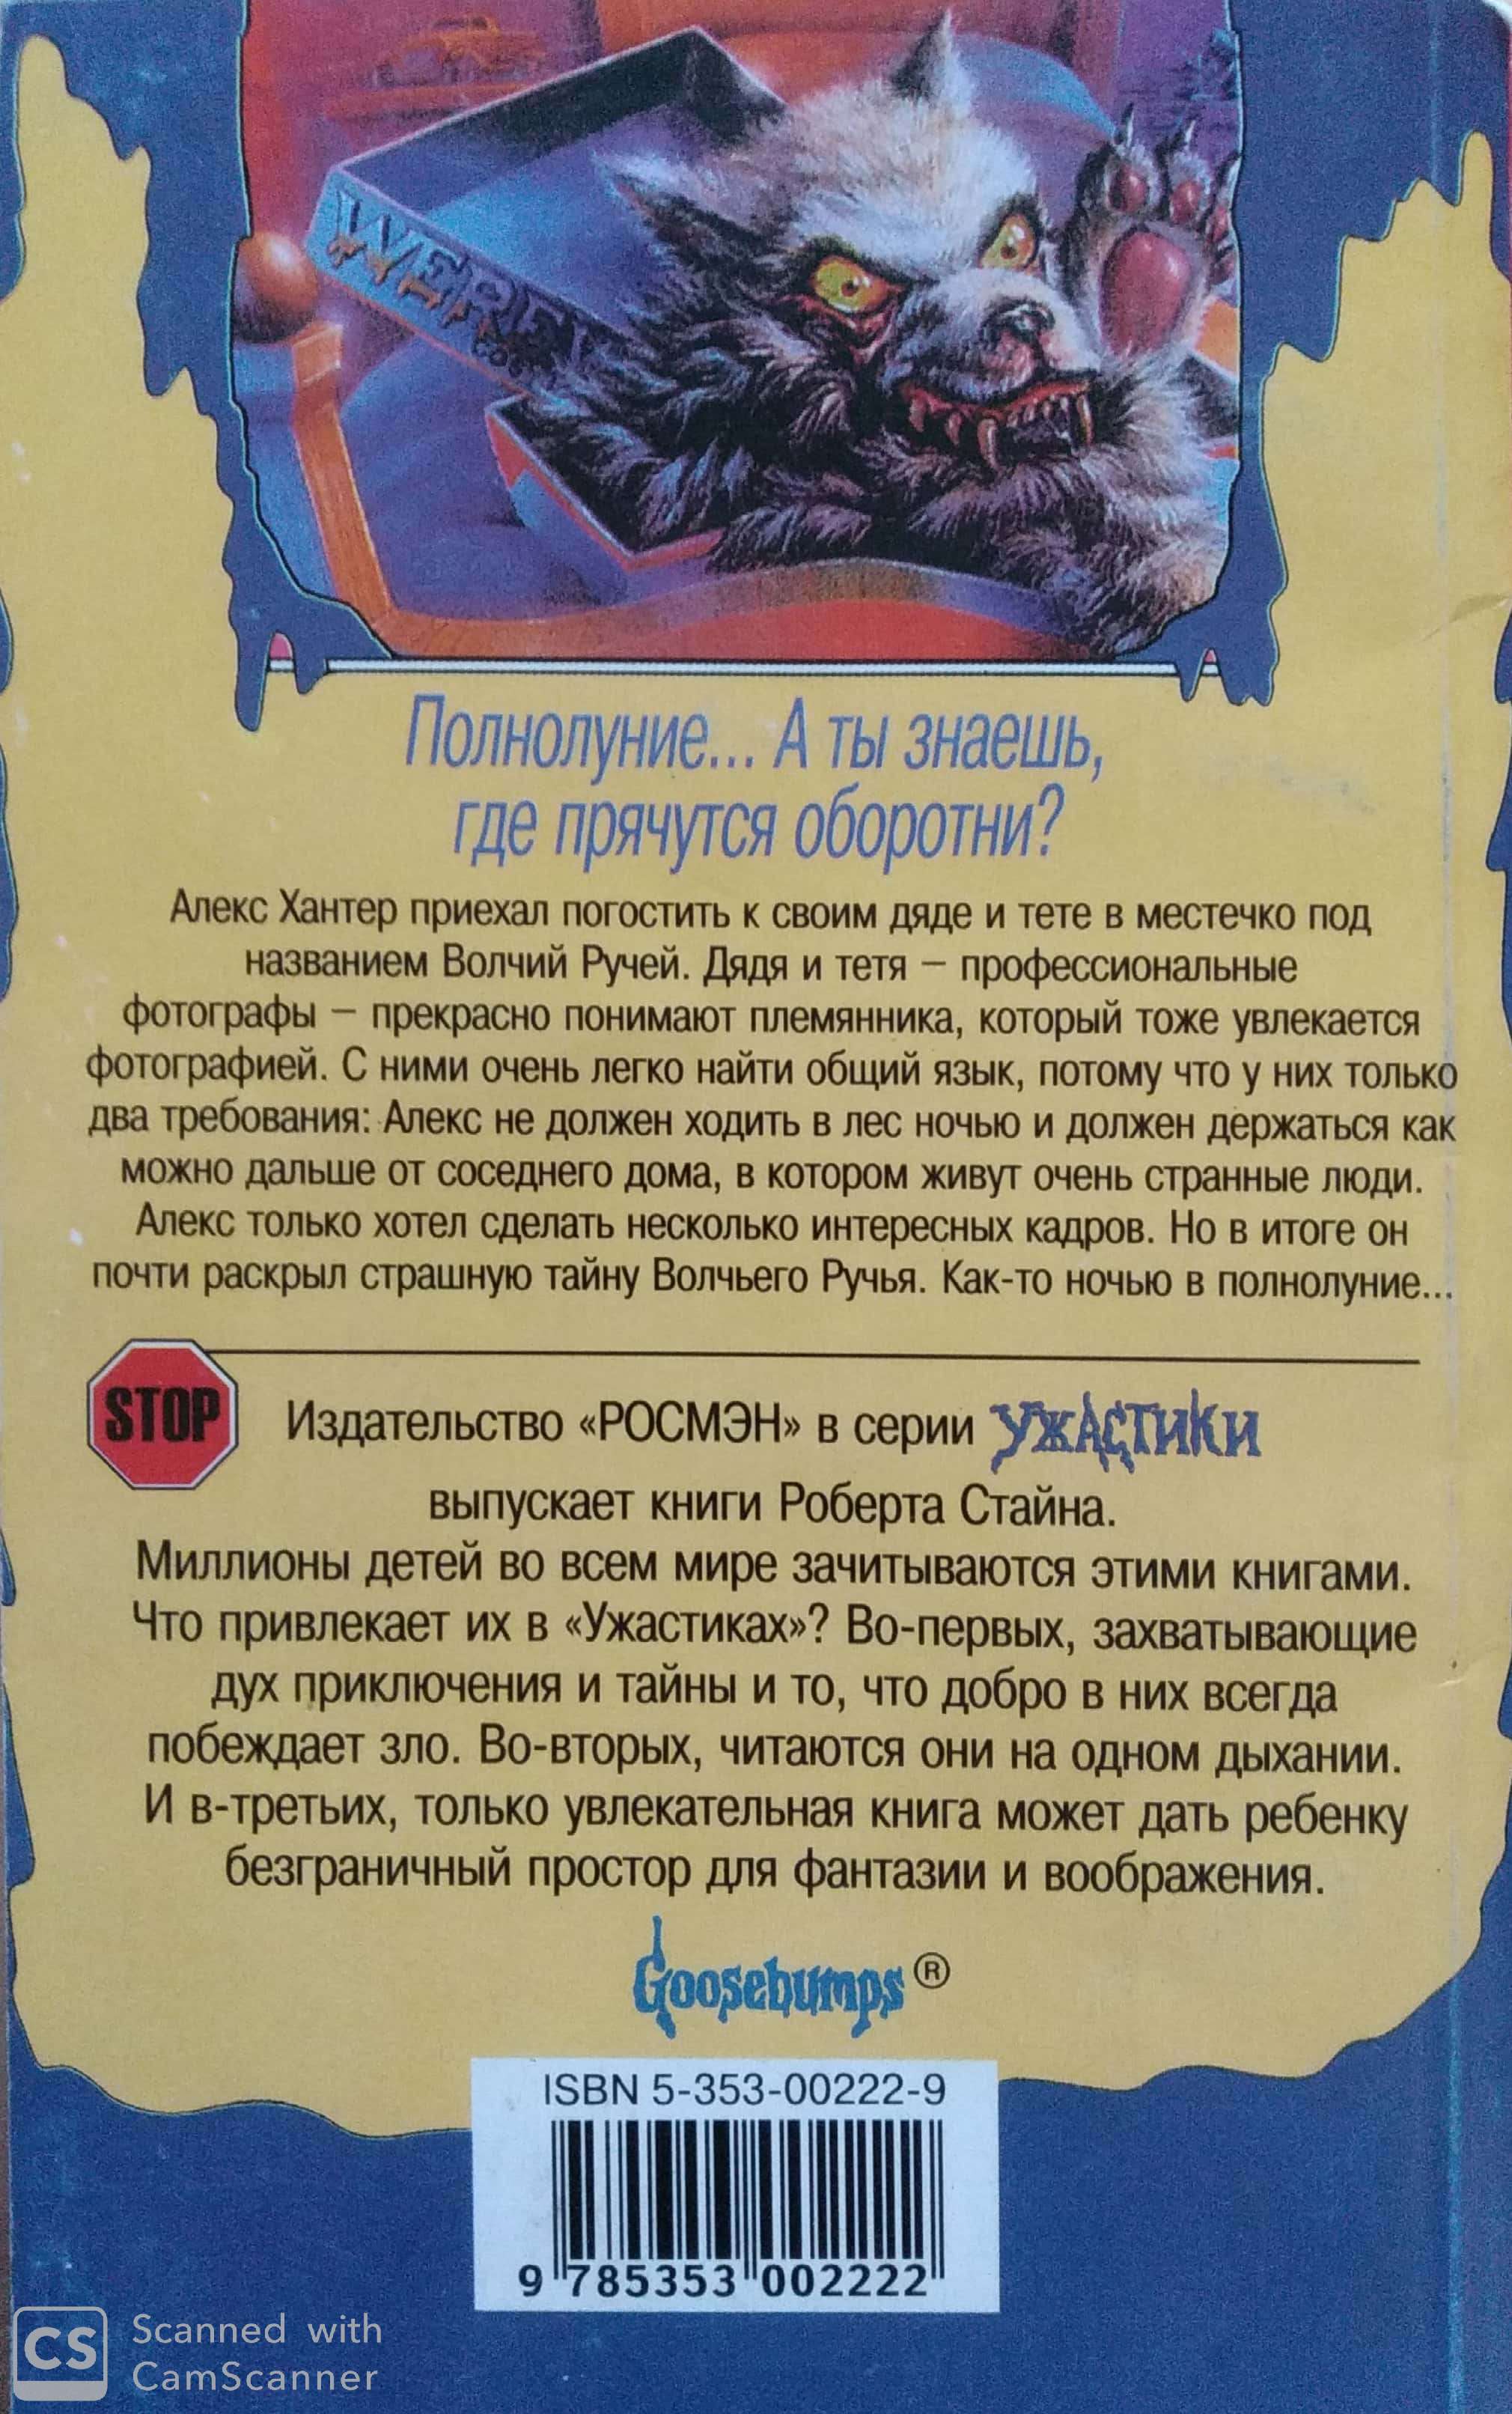 WERE
Полнолуние... А ты знаешь,
где прячутся оборотни?
Алекс Хантер приехал погостить к своим дяде и тете в местечко под
названием Волчий Ручей. Дядя и тетя – профессиональные
фотографы – прекрасно понимают племянника, который тоже увлекается
фотографией. С ними очень легко найти общий язык, потому что у них только
два требования: Алекс не должен ходить в лес ночью и должен держаться как
можно дальше от соседнего дома, в котором живут очень странные люди.
Алекс только хотел сделать несколько интересных кадров. Но в итоге он
почти раскрыл страшную тайну Волчьего Ручья. Как-то ночью в полнолуние...
STOP
Издательство «РОСМЭН» в серии УЖАСТИКИ
выпускает книги Роберта Стайна.
Миллионы детей во всем мире зачитываются этими книгами.
Что привлекает их в «Ужастиках»? Во-первых, захватывающие
дух приключения и тайны и то, что добро в них всегда
побеждает зло. Во-вторых, читаются они на одном дыхании.
И в-третьих, только увлекательная книга может дать ребенку
безграничный простор для фантазии и воображения.
Goosebumps®
ISBN 5-353-00222-9
9 785353 002222
CS
Scanned with
CamScanner